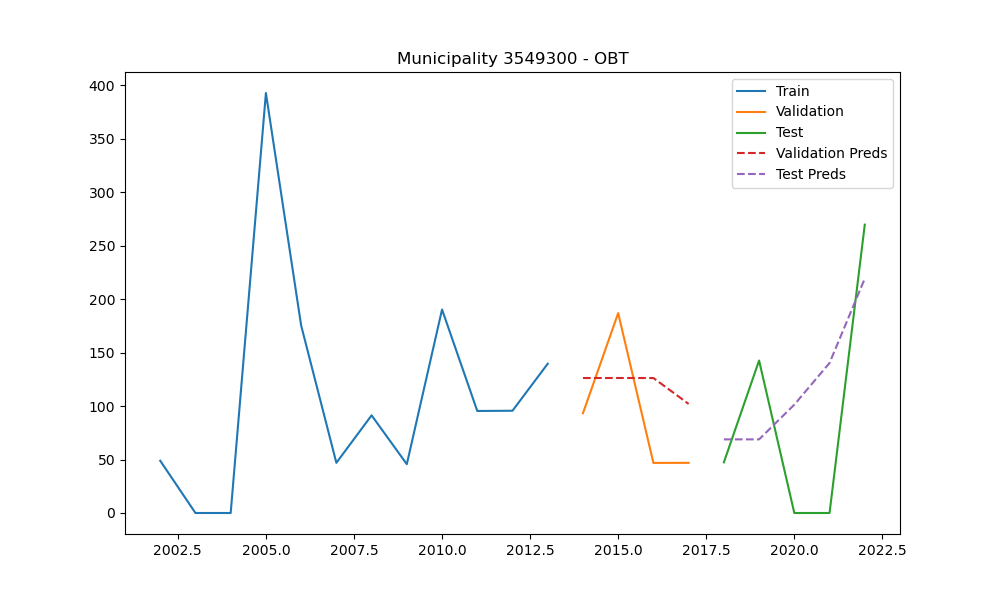 Municipality 3549300 - OBT
400
350
300
250
200
150
100
50
0
2002.5 2005.0 2007.5 2010.0 2012.5 2015.0 2017.5 2020.0 2022.5
Train
Validation
Test
Validation Preds
Test Preds